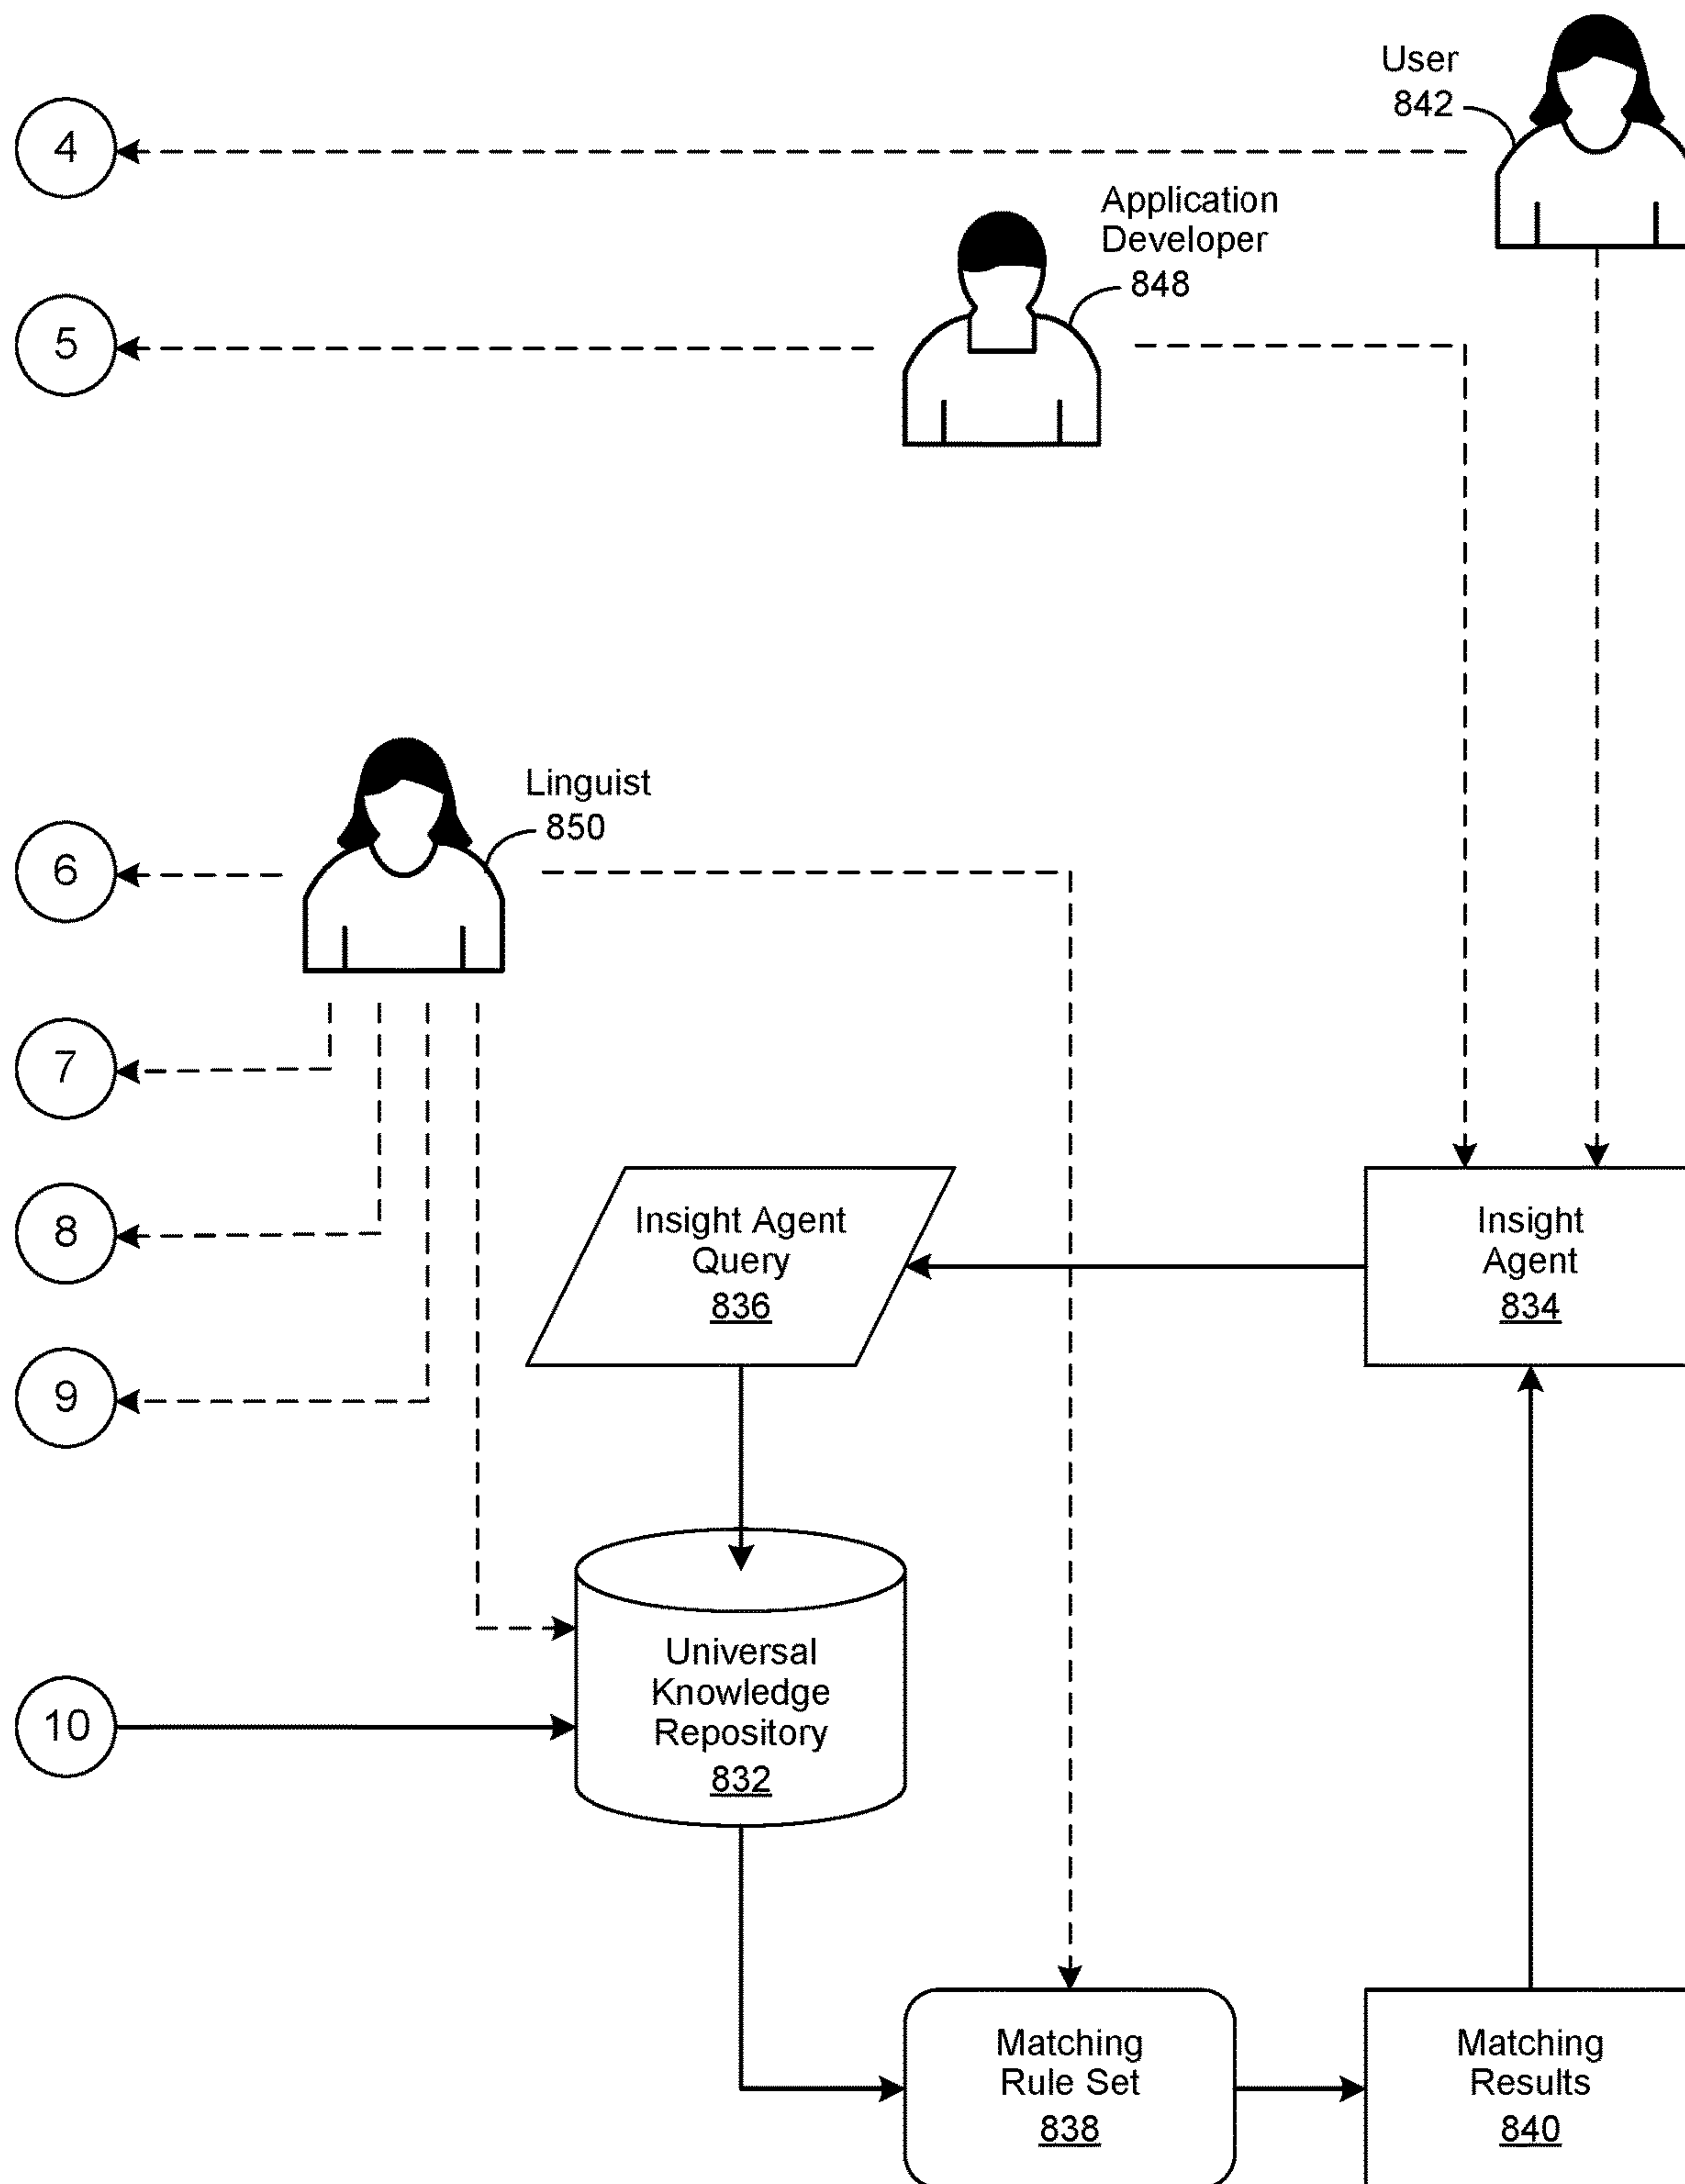 User
842
4
Application
Developer
848
5
Linguist
850
6
7
Insight Agent
Query
836
Insight
Agent
834
8
9
Universal
Knowledge
Repository
832
10
Matching
Rule Set
838
Matching
Results
840